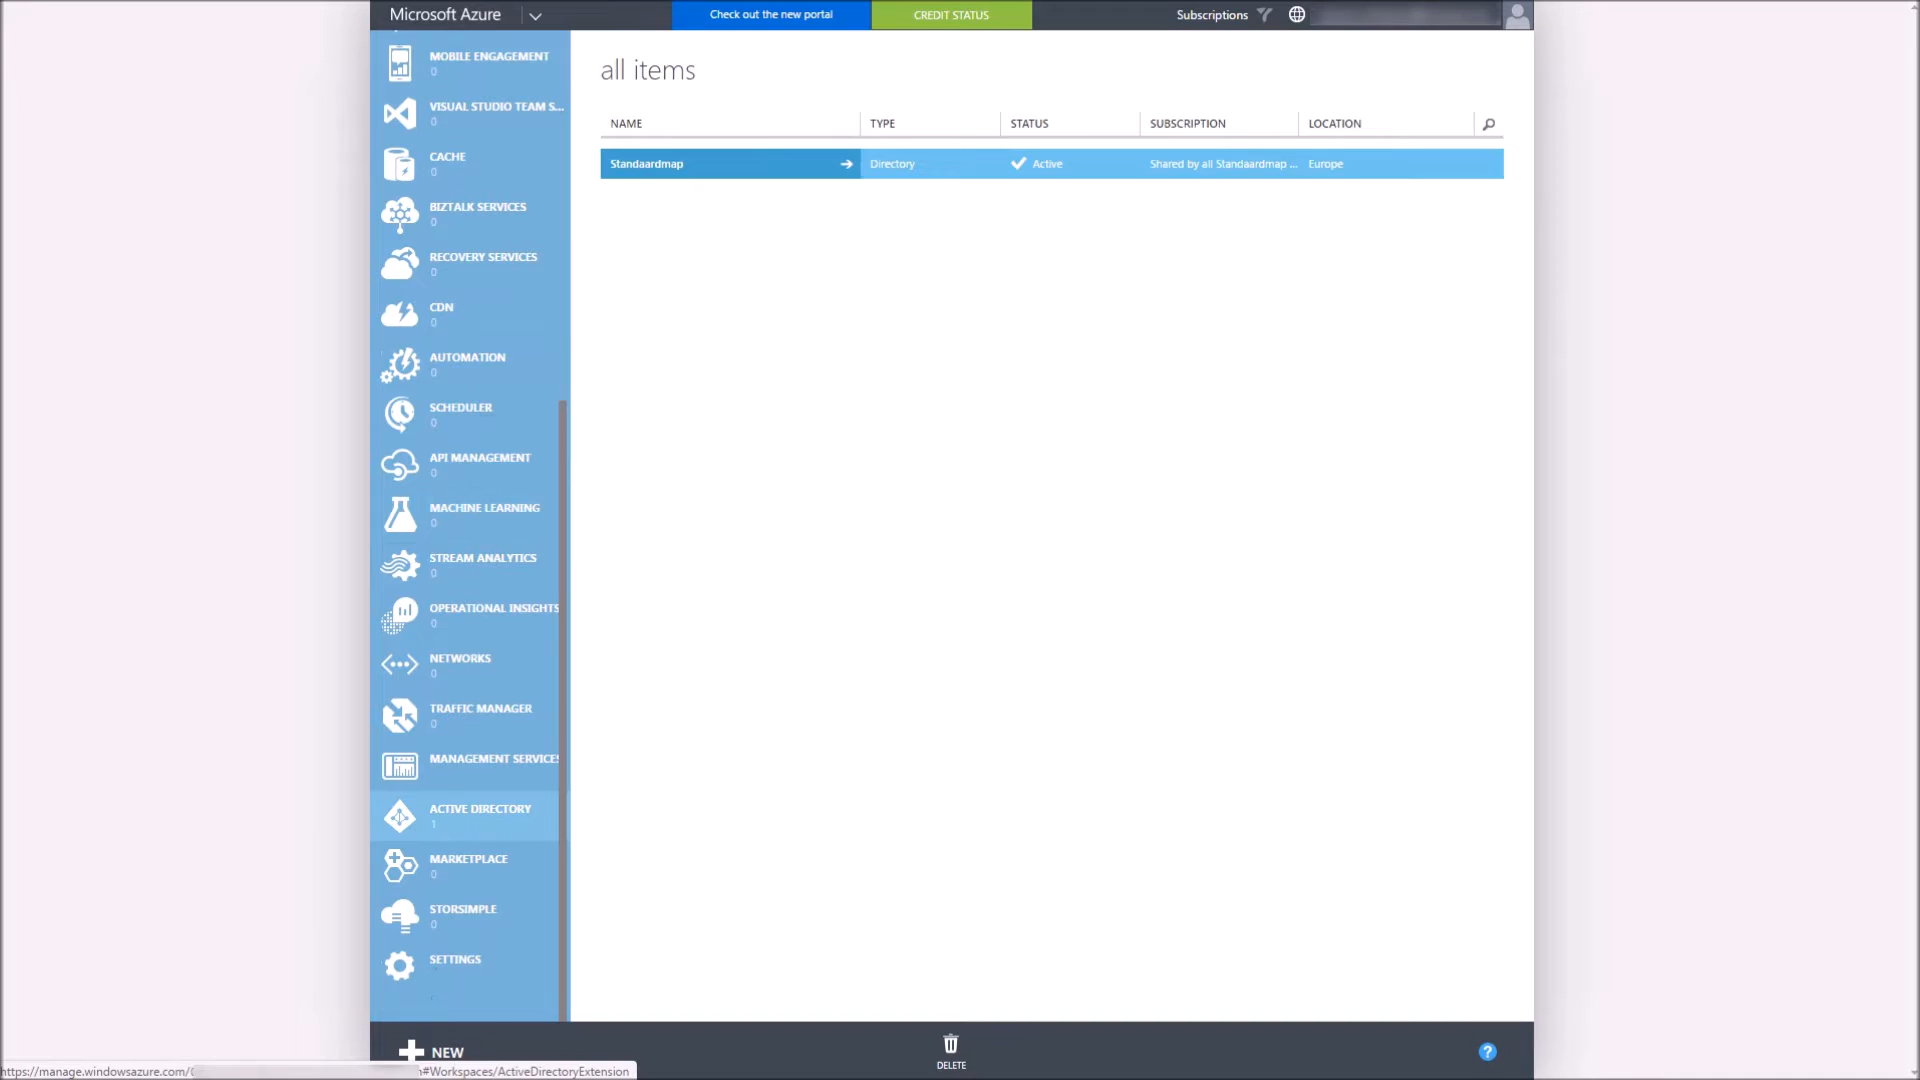 Microsoft Azure
Check out the new portal
CREDIT STATUS
Subscriptions
MOBILE ENGAGEMENT
0
VISUAL STUDIO TEAM S...
0
CACHE
0
BIZTALK SERVICES
0
RECOVERY SERVICES
0
CDN
0
AUTOMATION
0
SCHEDULER
0
API MANAGEMENT
0
MACHINE LEARNING
0
STREAM ANALYTICS
0
OPERATIONAL INSIGHTS
0
NETWORKS
0
TRAFFIC MANAGER
0
MANAGEMENT SERVICES
ACTIVE DIRECTORY
1
MARKETPLACE
0
STORSIMPLE
0
SETTINGS
all items
NAME TYPE STATUS SUBSCRIPTION LOCATION
Standaardmap Directory Active Shared by all Standaardmap ... Europe
NEW
DELETE
?
https://manage.windowsazure.com/ #Workspaces/ActiveDirectoryExtension